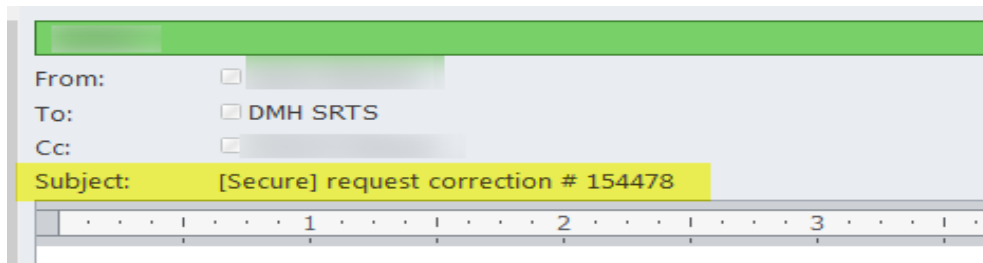 From:
To: DMH SRTS
Cc:
Subject: [Secure] request correction # 154478
1 2 3